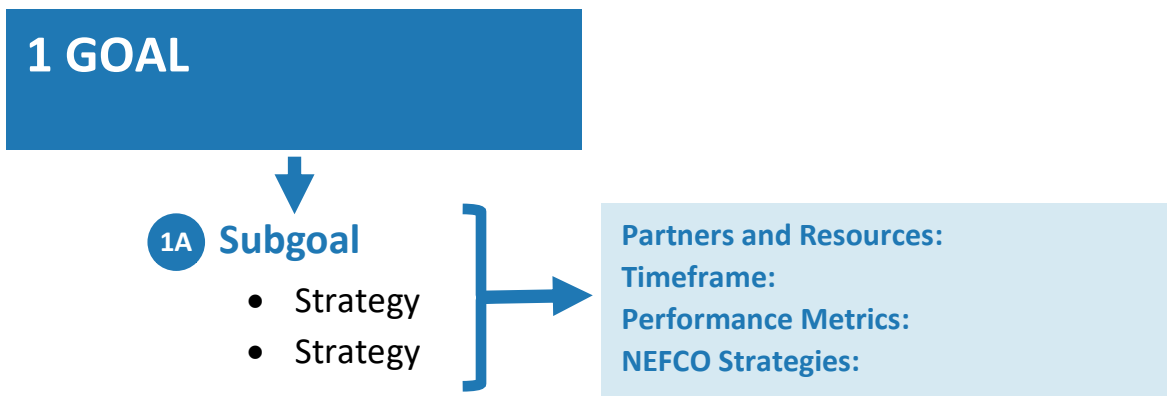 1 GOAL
1A Subgoal
• Strategy
• Strategy
Partners and Resources:
Timeframe:
Performance Metrics:
NEFCO Strategies: